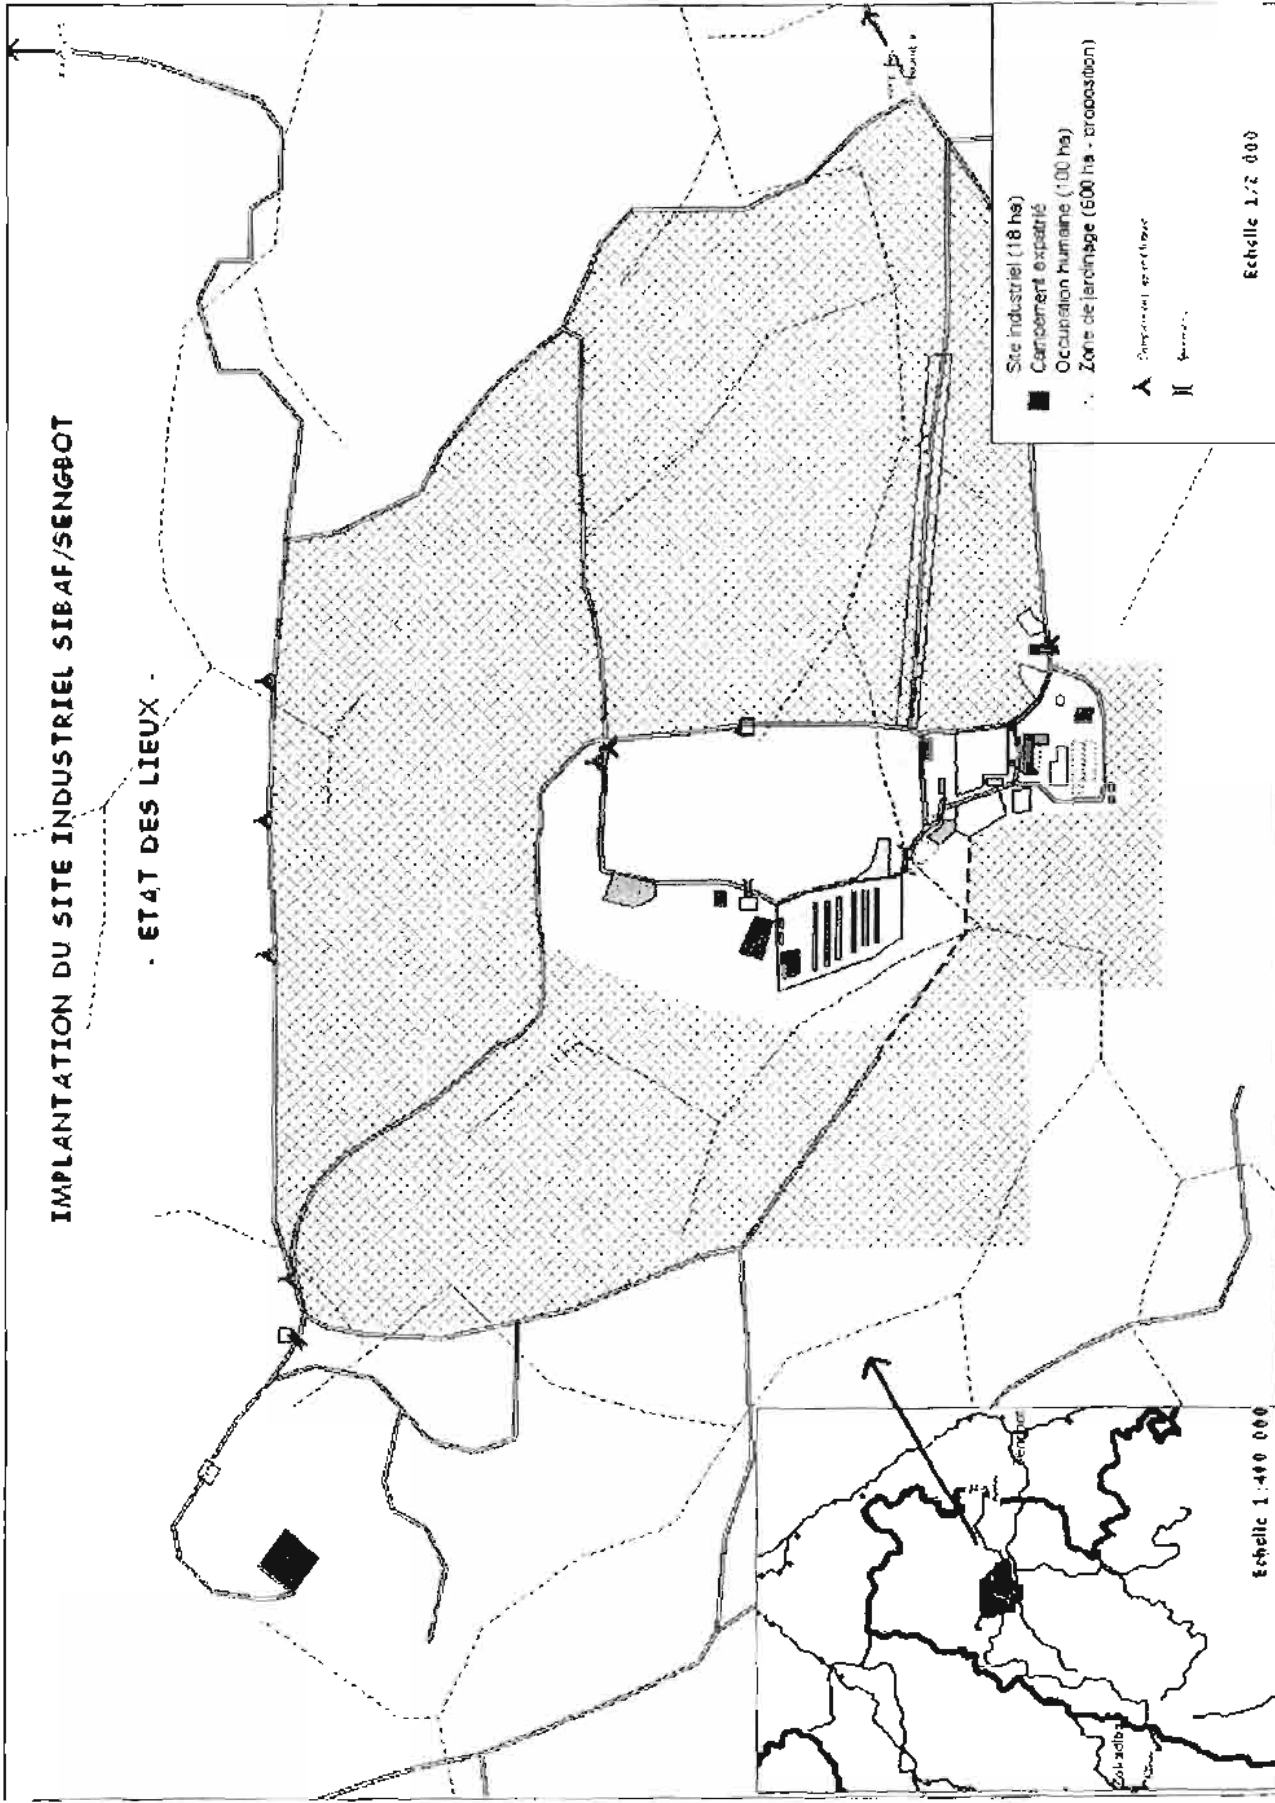 IMPLANTATION DU SITE INDUSTRIEL SIBAF/SENGBOT
- ETAT DES LIEUX -
Site industriel (18 ha)
Campement expatrié
Occupation humaine (100 ha)
Zone de jardinage (600 ha - proposition)
Echelle 1/2 000
Echelle 1:400 000